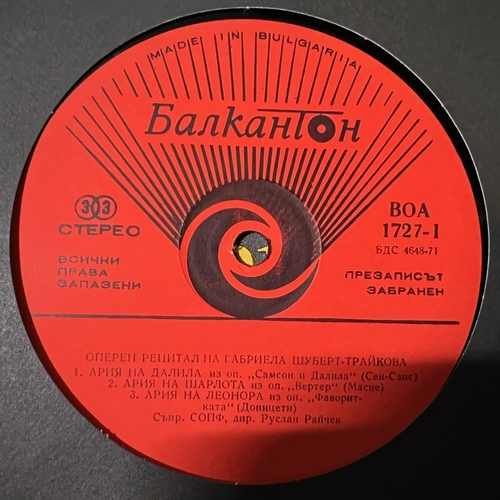 MADE IN BULGARIA
Балкантон
33
СТЕРЕО
ВСИЧКИ
ПРАВА
ЗАПАЗЕНИ
ВОА
1727-I
БДС 4648-71
ПРЕЗАПИСЪТ
ЗАБРАНЕН
ОПЕРЕН РЕЦИТАЛ НА ГАБРИЕЛА ШУБЕРТ-ТРАЙКОВА
1. АРИЯ НА ДАЛИЛА из оп. „Самсон и Далила" (Сен-Санс)
2. АРИЯ НА ШАРЛОТА из оп. „Вертер" (Масне)
3. АРИЯ НА ЛЕОНОРА из оп. „Фаворит-
ката" (Доницети)
Съпр. СОПФ, дир. Руслан Райчев